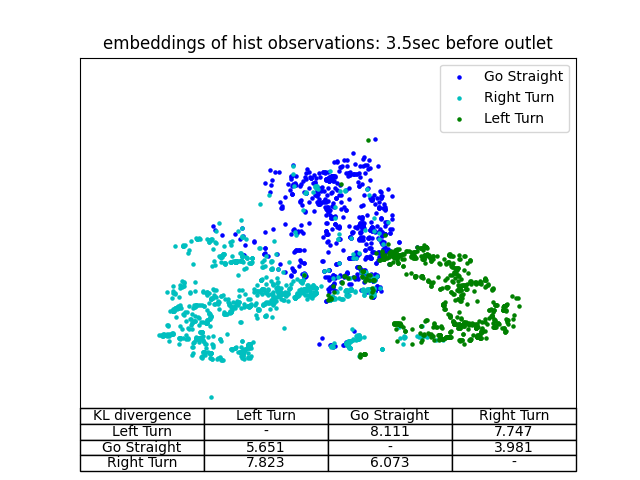 embeddings of hist observations: 3.5sec before outlet
Go Straight
Right Turn
Left Turn
KL divergence Left Turn Go Straight Right Turn
Left Turn - 8.111 7.747
Go Straight 5.651 - 3.981
Right Turn 7.823 6.073 -